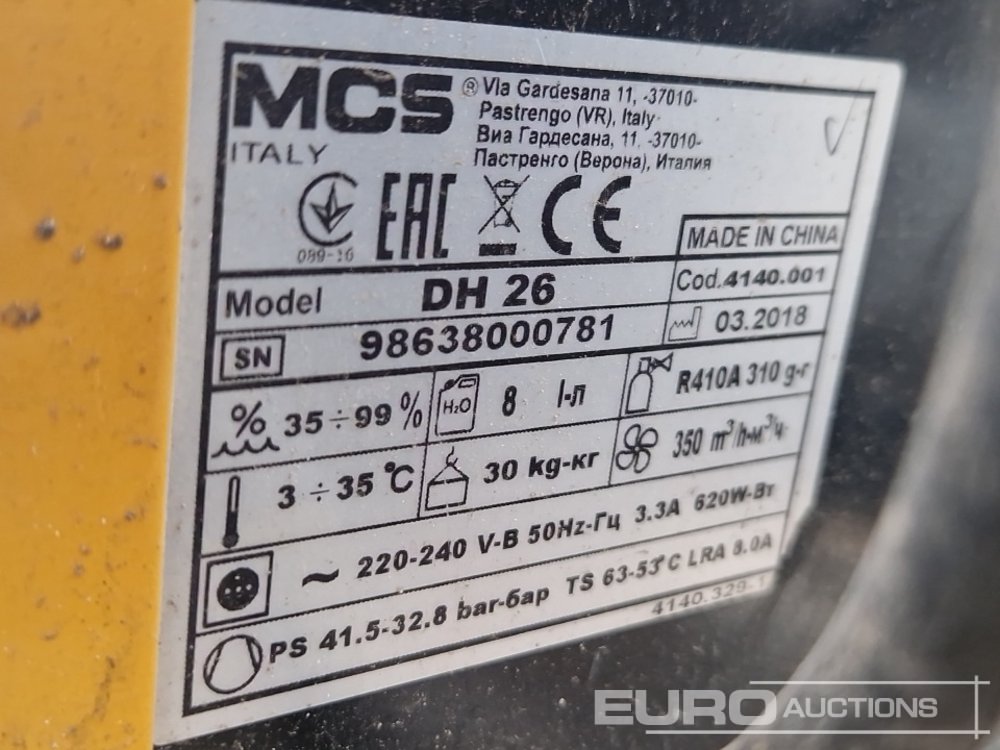 MCS ® Via Gardesana 11, -37010-
Pastrengo (VR), Italy
Виа Гардесана, 11, -37010-
ITALY Пастренго (Верона), Италия
089-16 EAC CE
MADE IN CHINA
Model DH 26 Cod.4140.001
SN 98638000781 03.2018
% 35÷99% H₂O 8 l-л R410A 310 g-г
3÷35°C 30 kg-кг 350 m³/h-м³/ч
~ 220-240 V-B 50Hz-Гц 3.3A 620W-Вт
PS 41.5-32.8 bar-бар TS 63-53°C LRA 8.0A
4140.329-1
EURO AUCTIONS